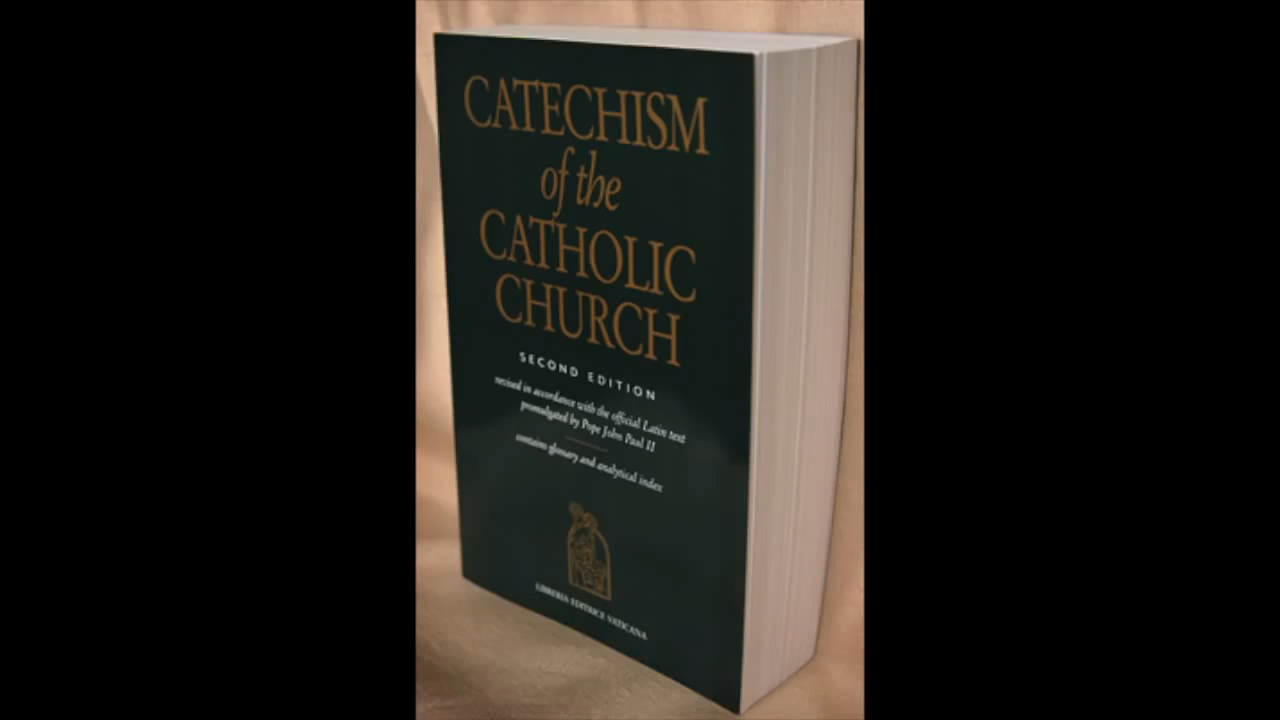 CATECHISM
of the
CATHOLIC
CHURCH
SECOND EDITION
revised in accordance with the official Latin text
promulgated by Pope John Paul II
contains glossary and analytical index
LIBRERIA EDITRICE VATICANA